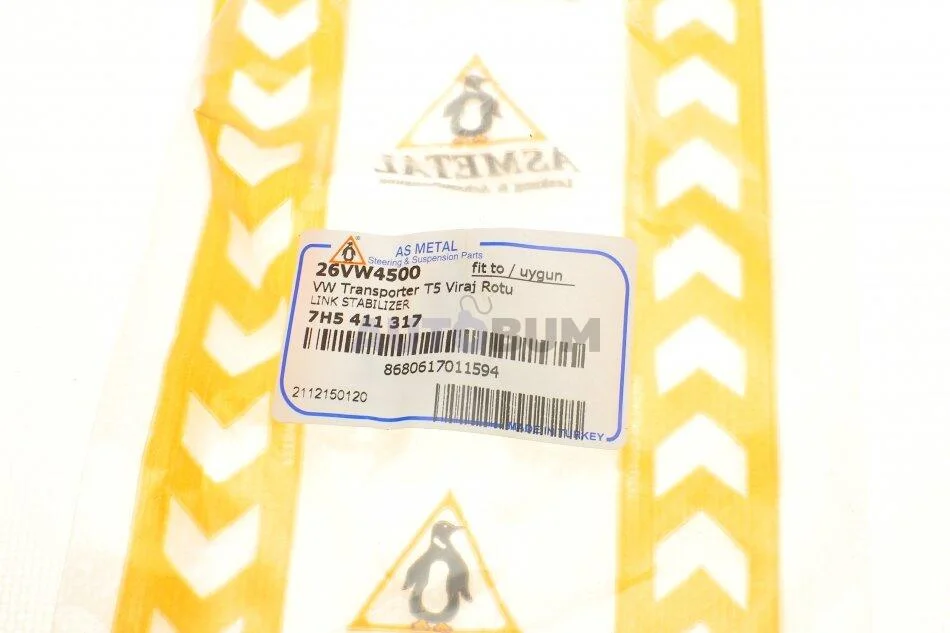 ASMETAL
AS METAL
Steering & Suspension Parts
26VW4500
fit to / uygun
VW Transporter T5 Viraj Rotu
LINK STABILIZER
7H5 411 317
AUTOBUM
8680617011594
2112150120
MADE IN TURKEY